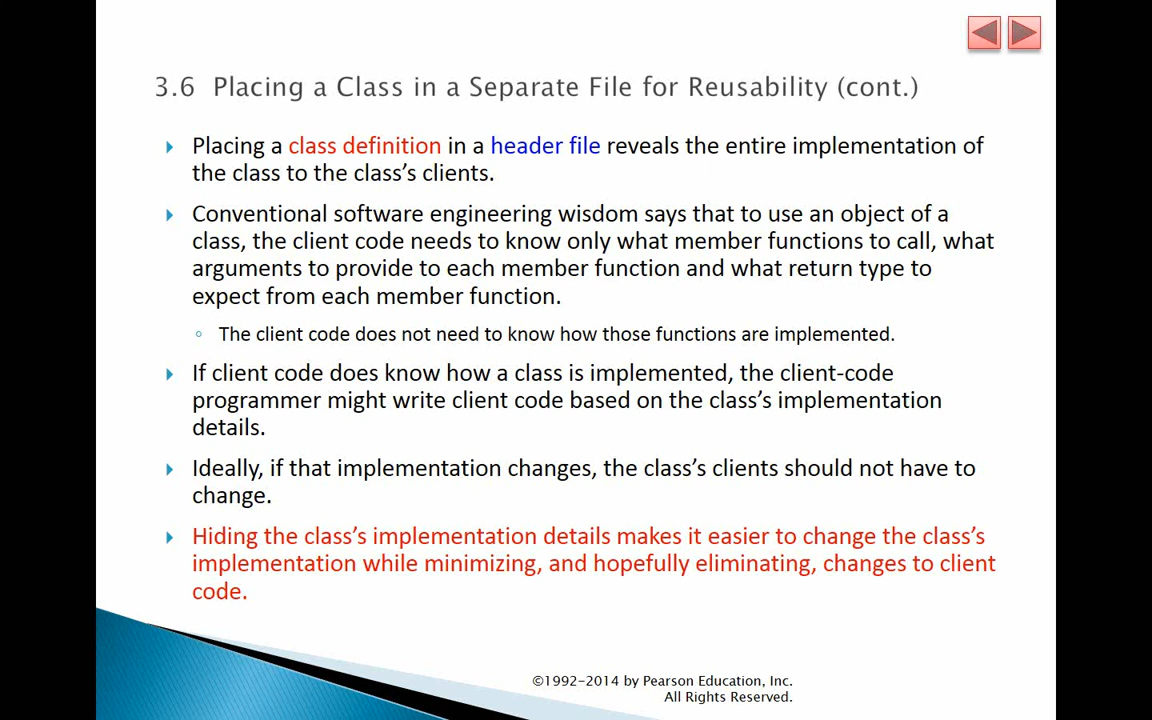 3.6 Placing a Class in a Separate File for Reusability (cont.)
Placing a class definition in a header file reveals the entire implementation of
the class to the class’s clients.
Conventional software engineering wisdom says that to use an object of a
class, the client code needs to know only what member functions to call, what
arguments to provide to each member function and what return type to
expect from each member function.
The client code does not need to know how those functions are implemented.
If client code does know how a class is implemented, the client-code
programmer might write client code based on the class’s implementation
details.
Ideally, if that implementation changes, the class’s clients should not have to
change.
Hiding the class’s implementation details makes it easier to change the class’s
implementation while minimizing, and hopefully eliminating, changes to client
code.
©1992-2014 by Pearson Education, Inc.
All Rights Reserved.